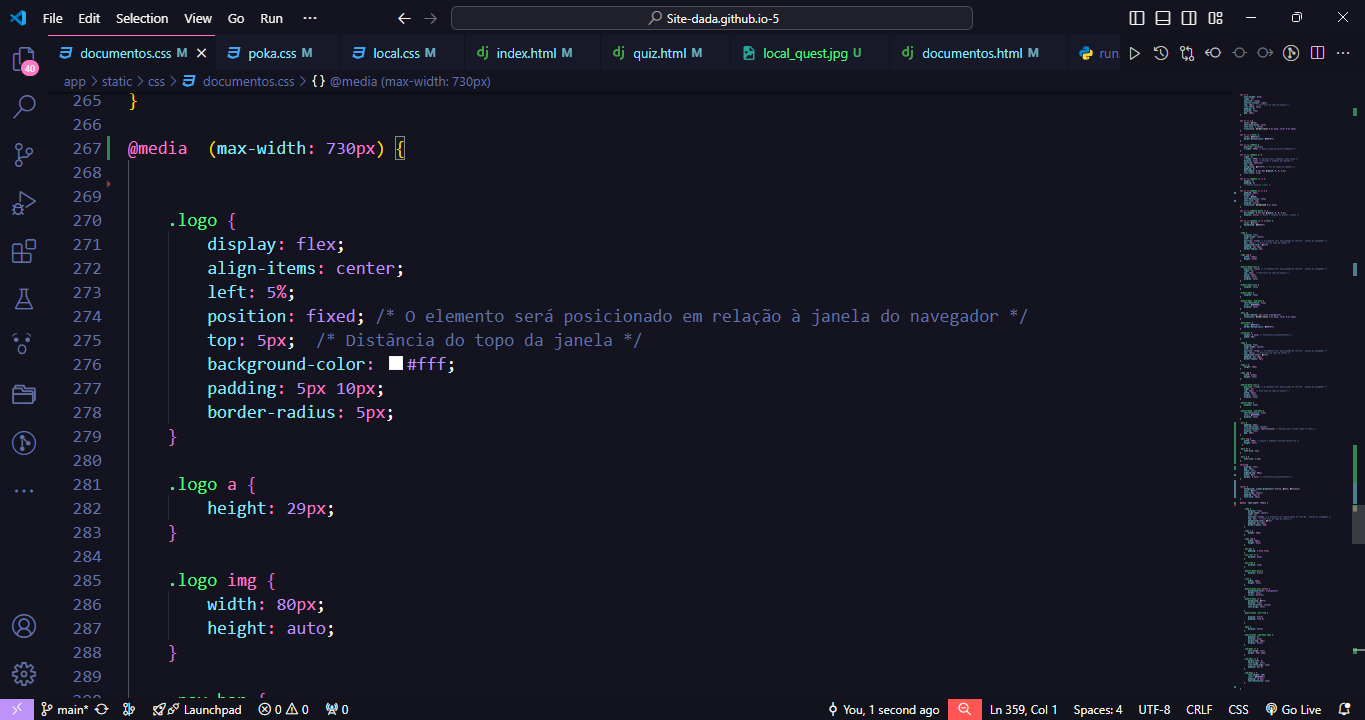 File Edit Selection View Go Run ··· Site-dada.github.io-5
documentos.css M poka.css M local.css M index.html M quiz.html M local_quest.jpg U documentos.html M run
40
app > static > css > documentos.css > {} @media (max-width: 730px)
265 }
266
267 @media (max-width: 730px) {
268
269
270 .logo {
271 display: flex;
272 align-items: center;
273 left: 5%;
274 position: fixed; /* O elemento será posicionado em relação à janela do navegador */
275 top: 5px; /* Distância do topo da janela */
276 background-color: #fff;
277 padding: 5px 10px;
278 border-radius: 5px;
279 }
280
281 .logo a {
282 height: 29px;
283 }
284
285 .logo img {
286 width: 80px;
287 height: auto;
288 }
289
main* Launchpad 0 0 0 You, 1 second ago Ln 359, Col 1 Spaces: 4 UTF-8 CRLF CSS Go Live